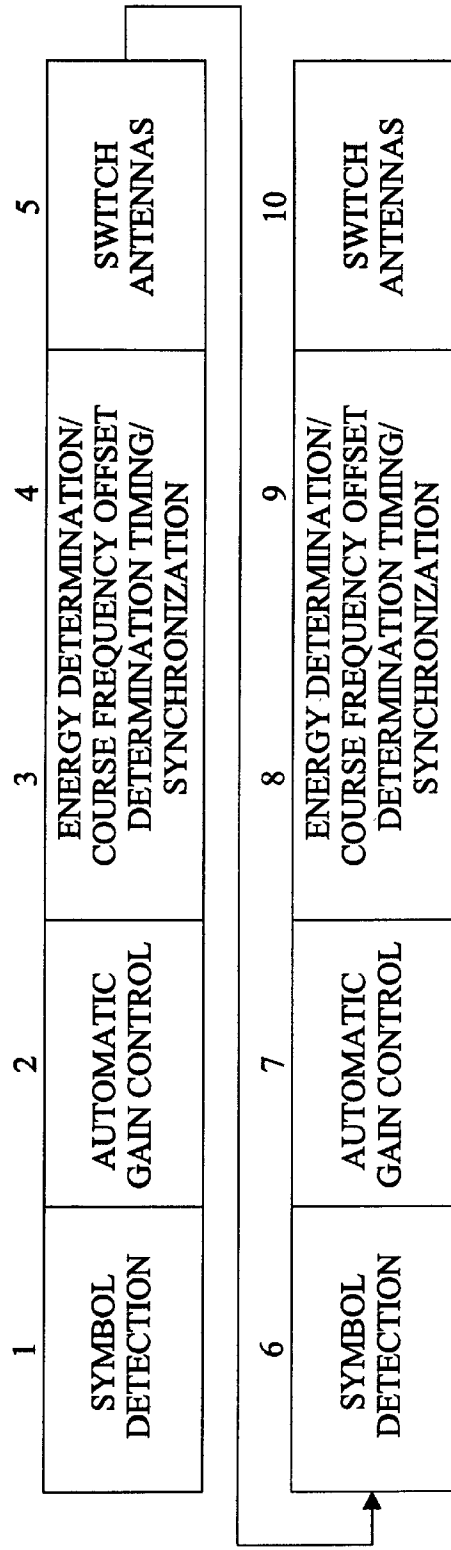 1 2 3 4 5
SYMBOL
DETECTION
AUTOMATIC
GAIN CONTROL
ENERGY DETERMINATION/
COURSE FREQUENCY OFFSET
DETERMINATION TIMING/
SYNCHRONIZATION
SWITCH
ANTENNAS
6 7 8 9 10
SYMBOL
DETECTION
AUTOMATIC
GAIN CONTROL
ENERGY DETERMINATION/
COURSE FREQUENCY OFFSET
DETERMINATION TIMING/
SYNCHRONIZATION
SWITCH
ANTENNAS